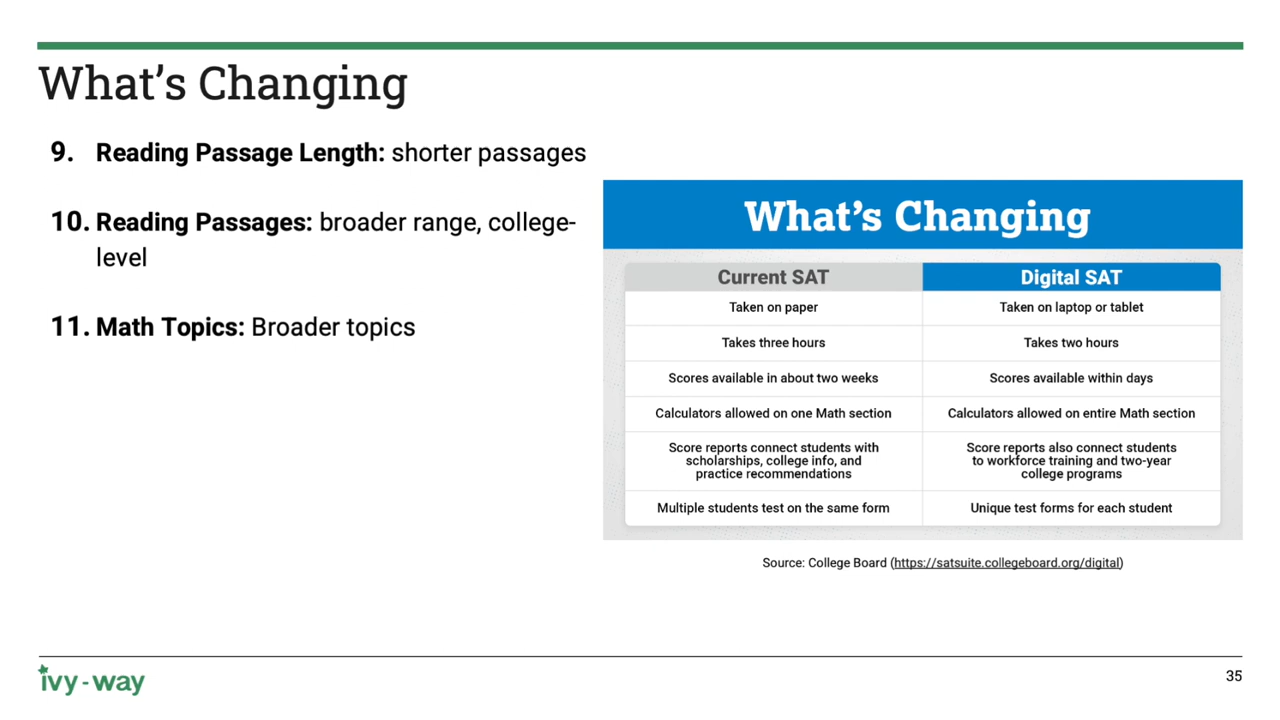 What's Changing
9. Reading Passage Length: shorter passages
10. Reading Passages: broader range, college-
level
11. Math Topics: Broader topics
What's Changing
Current SAT Digital SAT
Taken on paper Taken on laptop or tablet
Takes three hours Takes two hours
Scores available in about two weeks Scores available within days
Calculators allowed on one Math section Calculators allowed on entire Math section
Score reports connect students with
scholarships, college info, and
practice recommendations
Score reports also connect students
to workforce training and two-year
college programs
Multiple students test on the same form Unique test forms for each student
Source: College Board (https://satsuite.collegeboard.org/digital)
ivy-way
35